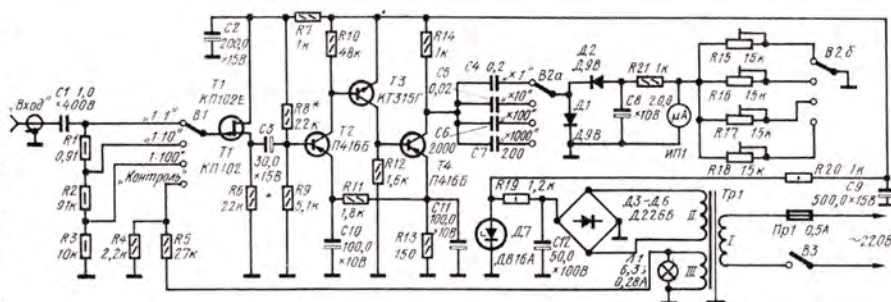 „Вход"
C1 1,0
×400В
R1
0,91
R2
91к
R3
10к
„1:1"
„1:10"
„1:100"
„Контроль"
В1
R4
2,2к
R5
27к
C2
200,0
×15В
T1
КП102Е
T1
КП102
R6
22к
R7
1к
R8*
22к
C3
30,0
×15В
R9
5,1к
R10
48к
T2
П416Б
R11
1,8к
C10
100,0
×10В
T3
КТ315Г
R12
1,6к
R14
1к
T4
П416Б
R13
150
C11
100,0
×10В
C4 0,2
C5
0,02
C6
2000
C7 200
„×1"
„×10"
„×100"
„×1000"
В2а
Д2
Д9В
Д1
Д9В
R21 1к
C8 20,0
×10В
μА
ИП1
R15 15к
R16 15к
R17 15к
R18 15к
В2б
R19 1,2к
Д7
Д816А
C12
50,0
×100В
Д3-Д6
Д226Б
R20 1к
C9
500,0×15В
Тр1
II
I
III
Л1
6,3в
0,28А
Пр1 0,5А
~220В
В3